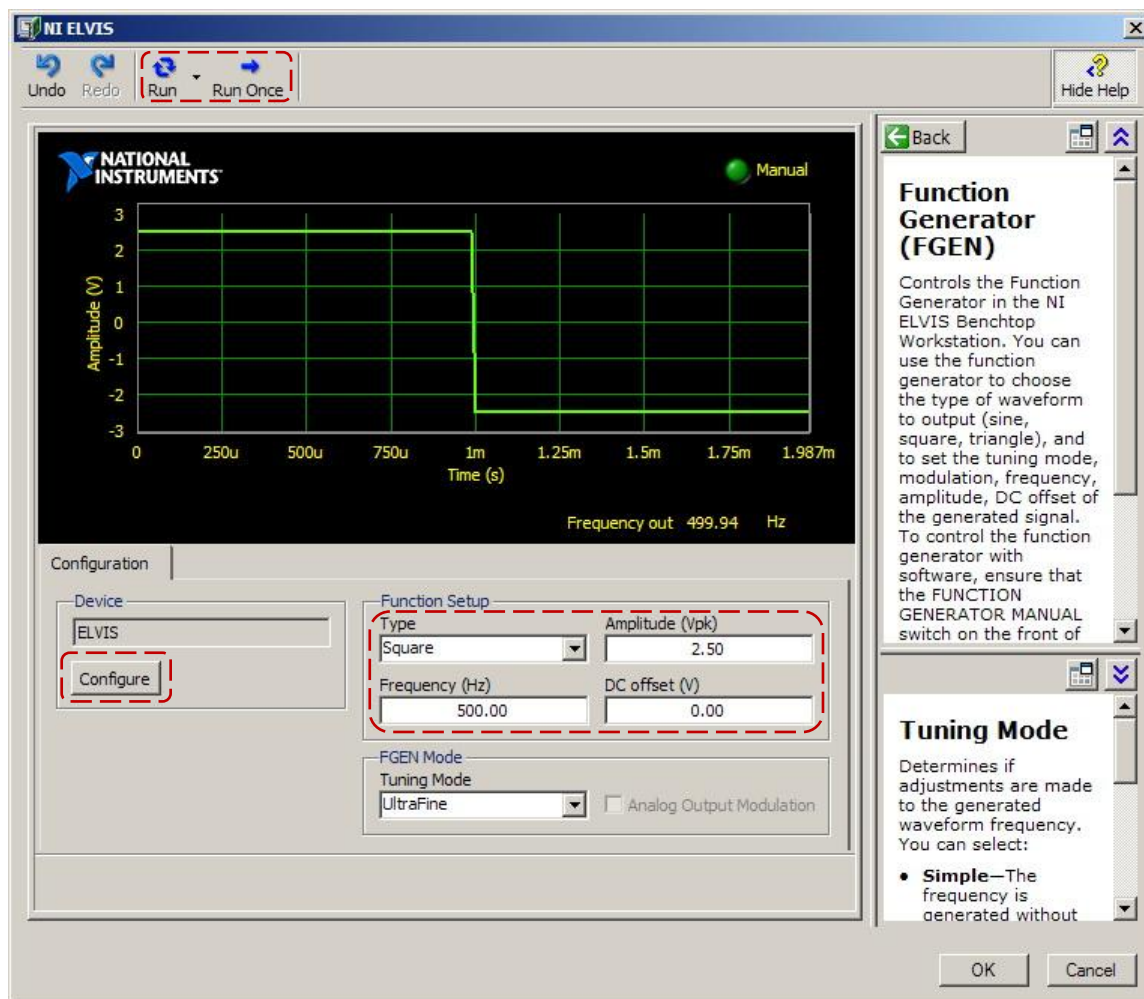 NI ELVIS
Undo
Redo
Run
Run Once
Hide Help
NATIONAL
INSTRUMENTS
Manual
3
2
1
0
-1
-2
-3
Amplitude (V)
0 250u 500u 750u 1m 1.25m 1.5m 1.75m 1.987m
Time (s)
Frequency out 499.94 Hz
Configuration
Device
ELVIS
Configure
Function Setup
Type
Square
Amplitude (Vpk)
2.50
Frequency (Hz)
500.00
DC offset (V)
0.00
FGEN Mode
Tuning Mode
UltraFine
Analog Output Modulation
Back
Function
Generator
(FGEN)
Controls the Function
Generator in the NI
ELVIS Benchtop
Workstation. You can
use the function
generator to choose
the type of waveform
to output (sine,
square, triangle), and
to set the tuning mode,
modulation, frequency,
amplitude, DC offset of
the generated signal.
To control the function
generator with
software, ensure that
the FUNCTION
GENERATOR MANUAL
switch on the front of
Tuning Mode
Determines if
adjustments are made
to the generated
waveform frequency.
You can select:
• Simple—The
frequency is
generated without
OK
Cancel